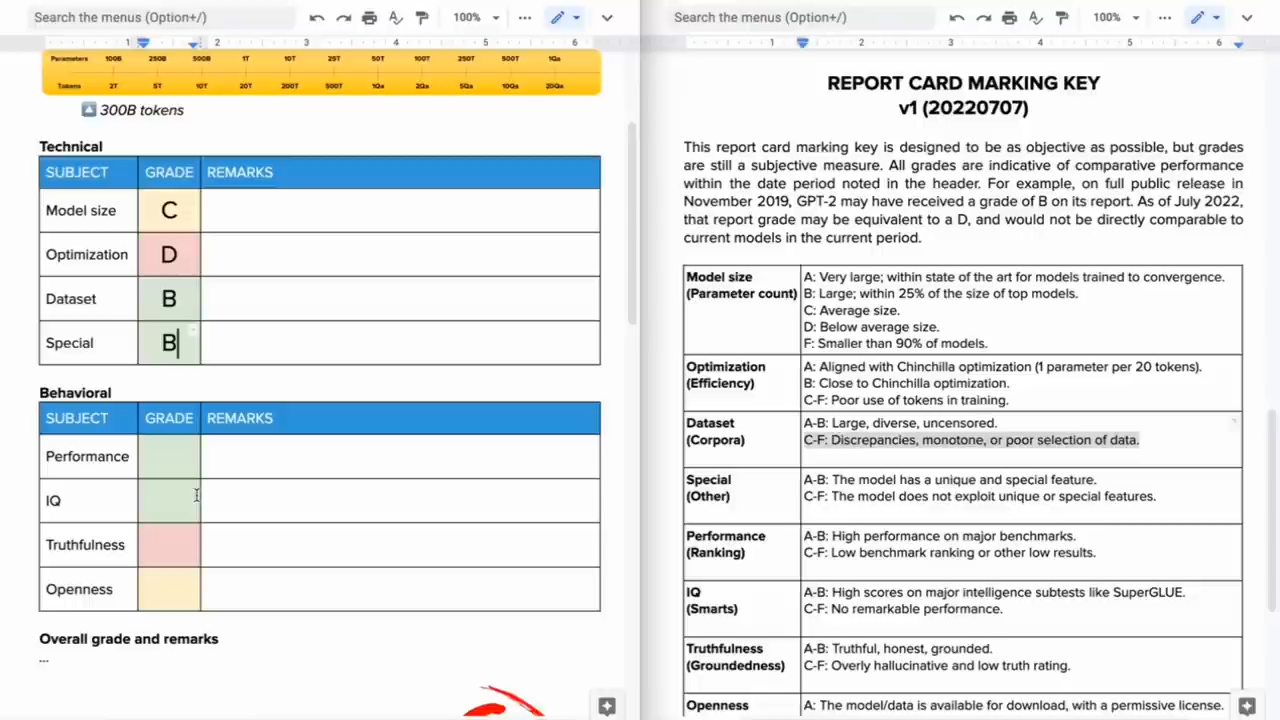 Search the menus (Option+/)
100%
1 2 3 4 5 6
Parameters 100B 250B 500B 1T 10T 25T 50T 100T 250T 500T 1Qa
Tokens 2T 5T 10T 20T 200T 500T 1Qa 2Qa 5Qa 10Qa 20Qa
300B tokens
Technical
SUBJECT GRADE REMARKS
Model size C
Optimization D
Dataset B
Special B
Behavioral
SUBJECT GRADE REMARKS
Performance
IQ
Truthfulness
Openness
Overall grade and remarks
...
Search the menus (Option+/)
100%
1 2 3 4 5 6
REPORT CARD MARKING KEY
v1 (20220707)
This report card marking key is designed to be as objective as possible, but grades
are still a subjective measure. All grades are indicative of comparative performance
within the date period noted in the header. For example, on full public release in
November 2019, GPT-2 may have received a grade of B on its report. As of July 2022,
that report grade may be equivalent to a D, and would not be directly comparable to
current models in the current period.
Model size
(Parameter count)
A: Very large; within state of the art for models trained to convergence.
B: Large; within 25% of the size of top models.
C: Average size.
D: Below average size.
F: Smaller than 90% of models.
Optimization
(Efficiency)
A: Aligned with Chinchilla optimization (1 parameter per 20 tokens).
B: Close to Chinchilla optimization.
C-F: Poor use of tokens in training.
Dataset
(Corpora)
A-B: Large, diverse, uncensored.
C-F: Discrepancies, monotone, or poor selection of data.
Special
(Other)
A-B: The model has a unique and special feature.
C-F: The model does not exploit unique or special features.
Performance
(Ranking)
A-B: High performance on major benchmarks.
C-F: Low benchmark ranking or other low results.
IQ
(Smarts)
A-B: High scores on major intelligence subtests like SuperGLUE.
C-F: No remarkable performance.
Truthfulness
(Groundedness)
A-B: Truthful, honest, grounded.
C-F: Overly hallucinative and low truth rating.
Openness
A: The model/data is available for download, with a permissive license.